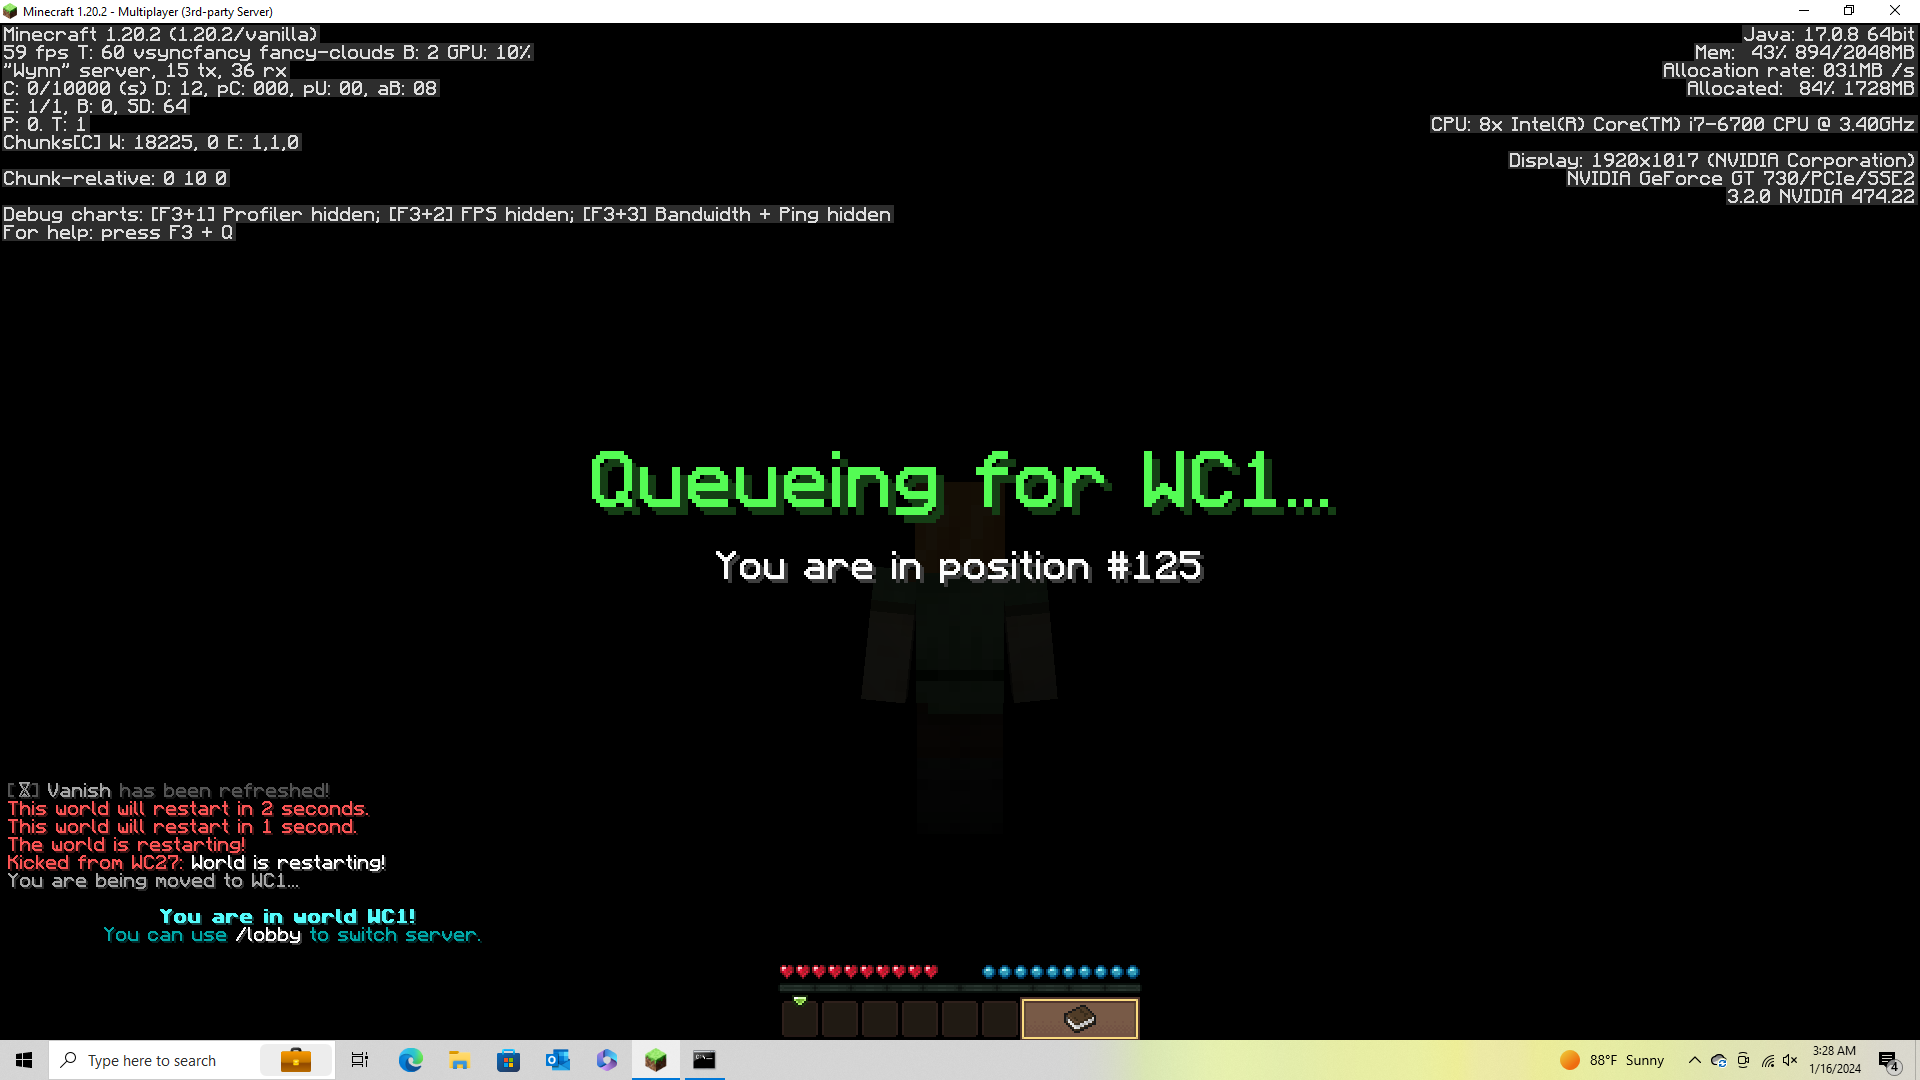 Minecraft 1.20.2 - Multiplayer (3rd-party Server)
Minecraft 1.20.2 (1.20.2/vanilla)
59 fps T: 60 vsyncfancy fancy-clouds B: 2 GPU: 10%
"Wynn" server, 15 tx, 36 rx
C: 0/10000 (s) D: 12, pC: 000, pU: 00, aB: 08
E: 1/1, B: 0, SD: 64
P: 0. T: 1
Chunks[C] W: 18225, 0 E: 1,1,0
Chunk-relative: 0 10 0
Debug charts: [F3+1] Profiler hidden; [F3+2] FPS hidden; [F3+3] Bandwidth + Ping hidden
For help: press F3 + Q
Java: 17.0.8 64bit
Mem: 43% 894/2048MB
Allocation rate: 031MB /s
Allocated: 84% 1728MB
CPU: 8x Intel(R) Core(TM) i7-6700 CPU @ 3.40GHz
Display: 1920x1017 (NVIDIA Corporation)
NVIDIA GeForce GT 730/PCIe/SSE2
3.2.0 NVIDIA 474.22
Queueing for WC1...
You are in position #125
[⌛] Vanish has been refreshed!
This world will restart in 2 seconds.
This world will restart in 1 second.
The world is restarting!
Kicked from WC27: World is restarting!
You are being moved to WC1...
You are in world WC1!
You can use /lobby to switch server.
Type here to search
88°F Sunny
3:28 AM
1/16/2024
4